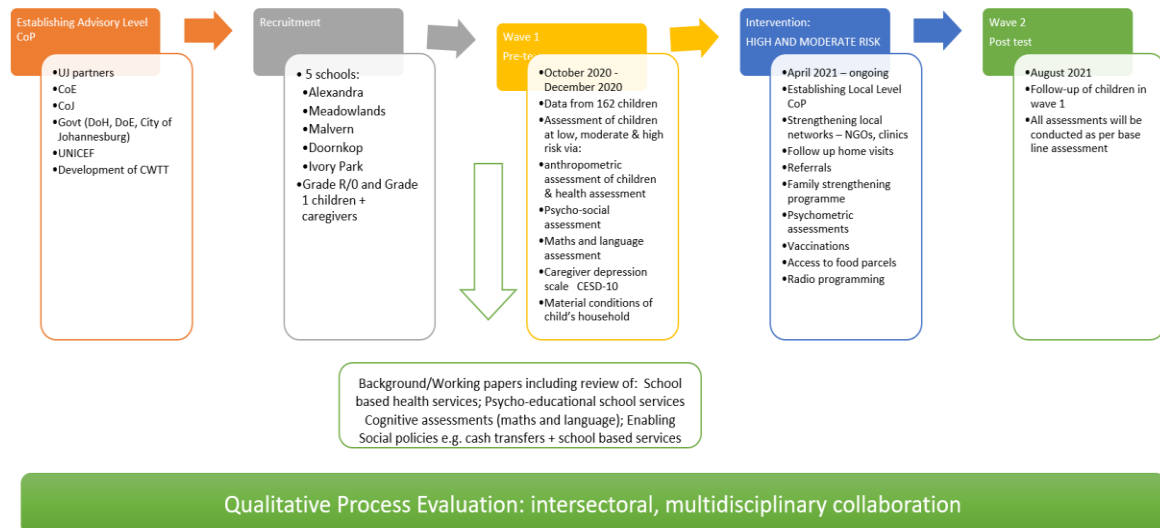 Establishing Advisory Level
CoP
•UJ partners
•CoE
•CoJ
•Govt (DoH, DoE, City of
Johannesburg)
•UNICEF
•Development of CWTT
Recruitment
• 5 schools:
•Alexandra
•Meadowlands
•Malvern
•Doornkop
•Ivory Park
•Grade R/0 and Grade
1 children +
caregivers
Wave 1
Pre-te
•October 2020 -
December 2020
•Data from 162 children
•Assessment of children
at low, moderate & high
risk via:
•anthropometric
assessment of children
& health assessment
•Psycho-social
assessment
•Maths and language
assessment
•Caregiver depression
scale CESD-10
•Material conditions of
child's household
Intervention:
HIGH AND MODERATE RISK
•April 2021 – ongoing
•Establishing Local Level
CoP
•Strengthening local
networks – NGOs, clinics
•Follow up home visits
•Referrals
•Family strengthening
programme
•Psychometric
assessments
•Vaccinations
•Access to food parcels
•Radio programming
Wave 2
Post test
•August 2021
•Follow-up of children in
wave 1
•All assessments will be
conducted as per base
line assessment
Background/Working papers including review of: School
based health services; Psycho-educational school services
Cognitive assessments (maths and language); Enabling
Social policies e.g. cash transfers + school based services
Qualitative Process Evaluation: intersectoral, multidisciplinary collaboration